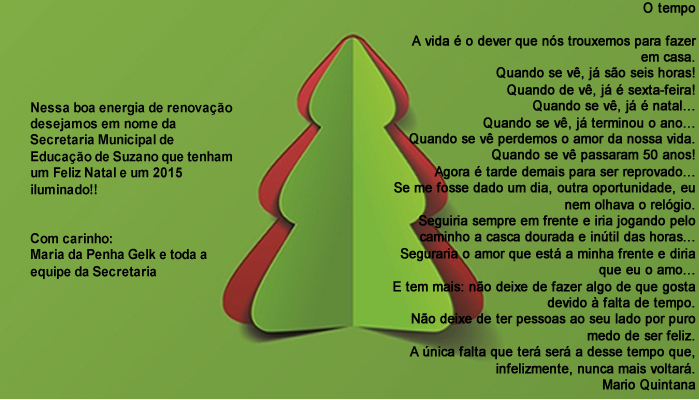 Nessa boa energia de renovação
desejamos em nome da
Secretaria Municipal de
Educação de Suzano que tenham
um Feliz Natal e um 2015
iluminado!!
Com carinho:
Maria da Penha Gelk e toda a
equipe da Secretaria
O tempo
A vida é o dever que nós trouxemos para fazer
em casa.
Quando se vê, já são seis horas!
Quando de vê, já é sexta-feira!
Quando se vê, já é natal...
Quando se vê, já terminou o ano...
Quando se vê perdemos o amor da nossa vida.
Quando se vê passaram 50 anos!
Agora é tarde demais para ser reprovado...
Se me fosse dado um dia, outra oportunidade, eu
nem olhava o relógio.
Seguiria sempre em frente e iria jogando pelo
caminho a casca dourada e inútil das horas...
Seguraria o amor que está a minha frente e diria
que eu o amo...
E tem mais: não deixe de fazer algo de que gosta
devido à falta de tempo.
Não deixe de ter pessoas ao seu lado por puro
medo de ser feliz.
A única falta que terá será a desse tempo que,
infelizmente, nunca mais voltará.
Mario Quintana